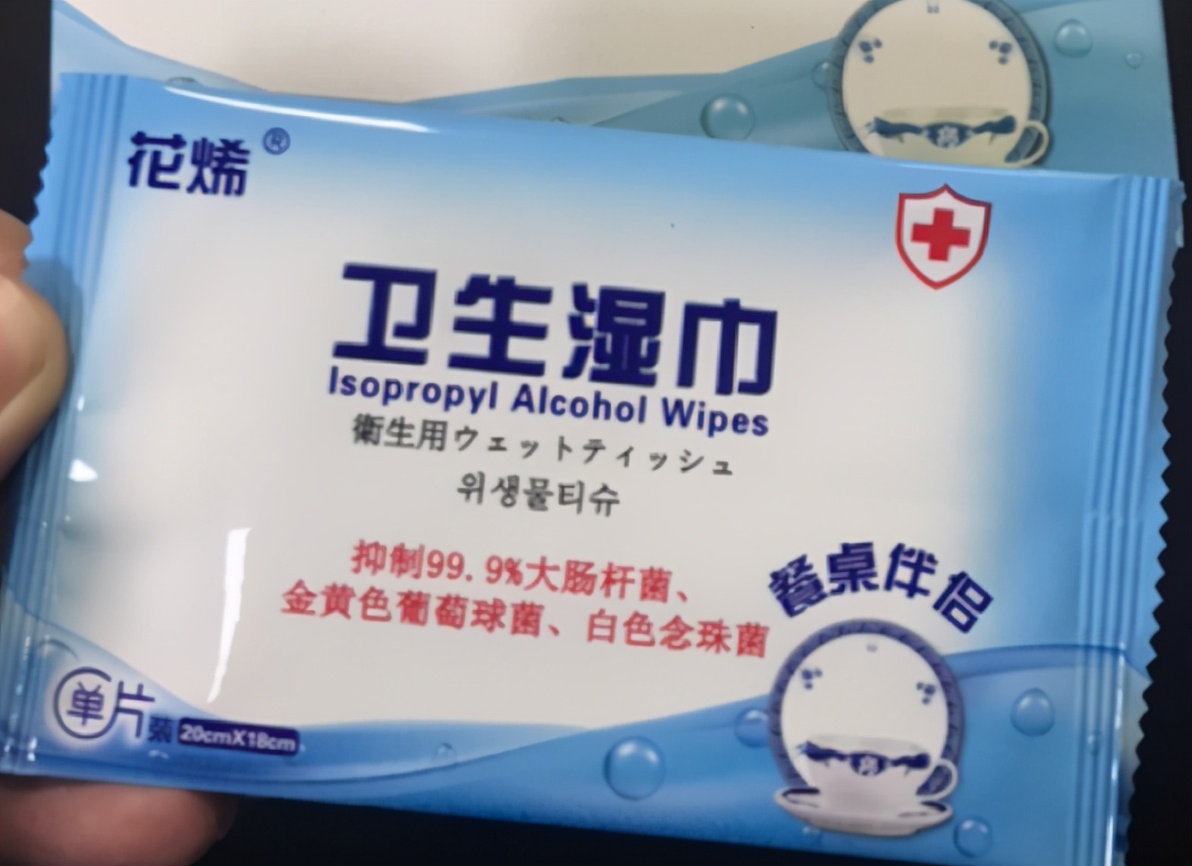 花烯®
卫生湿巾
Isopropyl Alcohol Wipes
衛生用ウェットティッシュ
위생물티슈
抑制99.9%大肠杆菌、
金黄色葡萄球菌、白色念珠菌
餐桌伴侣
单片装 20cmX18cm